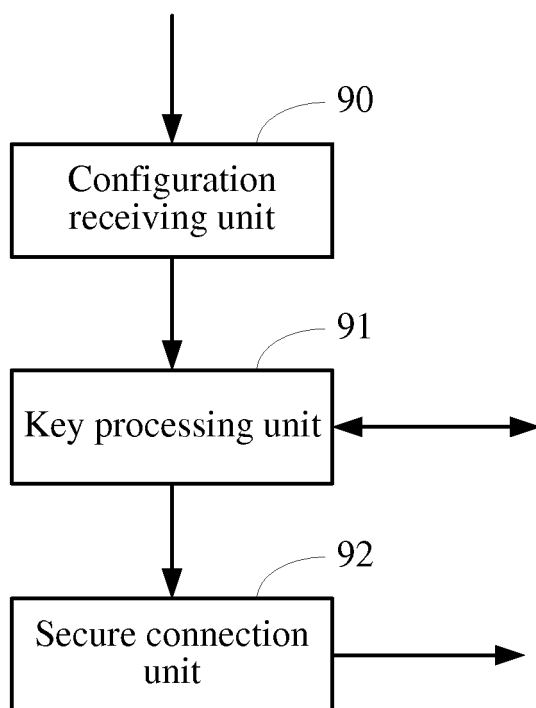 90
Configuration
receiving unit
91
Key processing unit
92
Secure connection
unit